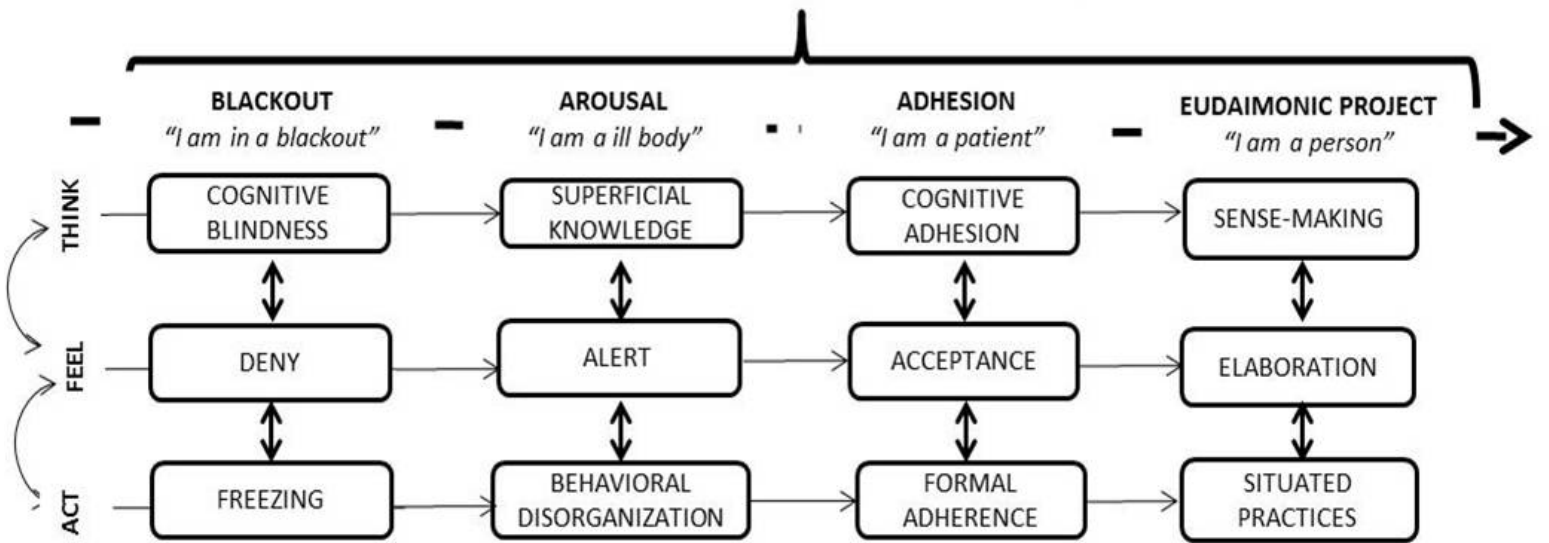 BLACKOUT
"I am in a blackout"
AROUSAL
"I am a ill body"
ADHESION
"I am a patient"
EUDAIMONIC PROJECT
"I am a person"
THINK
COGNITIVE
BLINDNESS
SUPERFICIAL
KNOWLEDGE
COGNITIVE
ADHESION
SENSE-MAKING
FEEL
DENY
ALERT
ACCEPTANCE
ELABORATION
ACT
FREEZING
BEHAVIORAL
DISORGANIZATION
FORMAL
ADHERENCE
SITUATED
PRACTICES